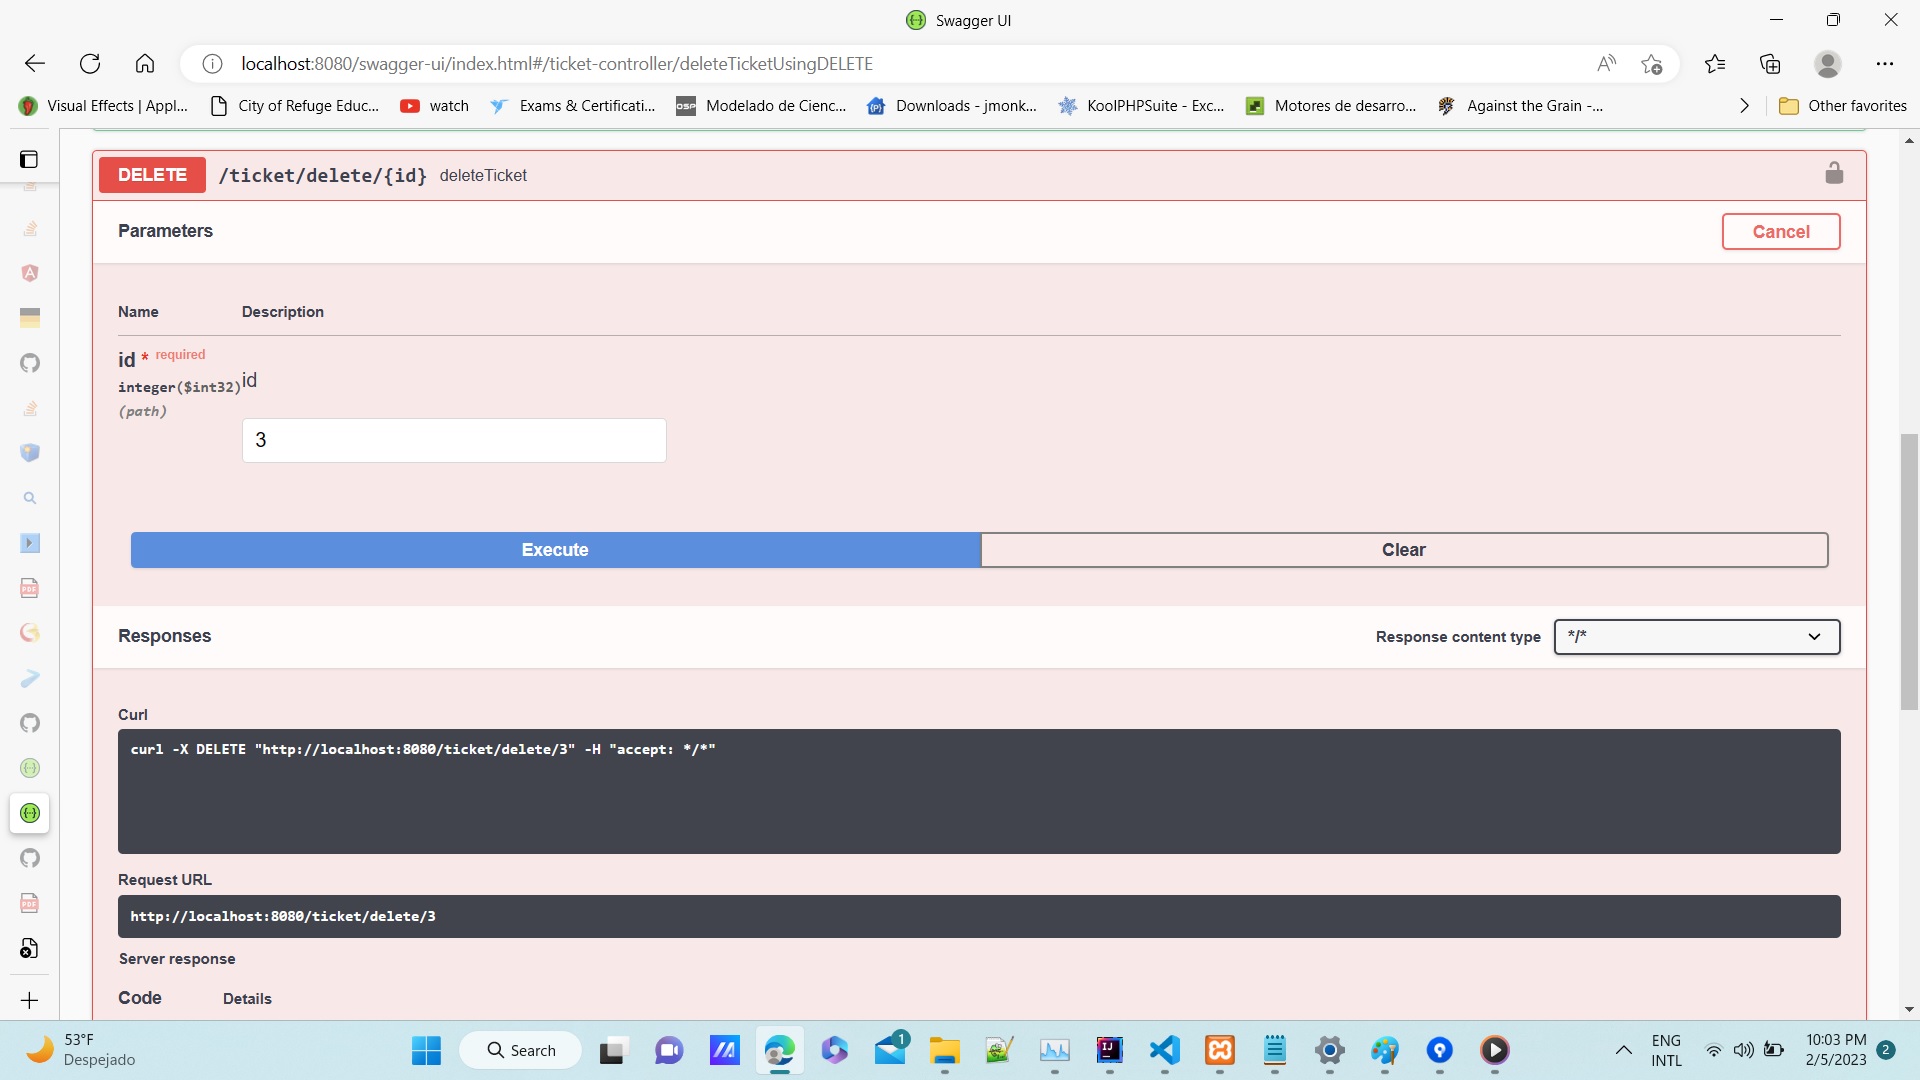 Swagger UI
localhost:8080/swagger-ui/index.html#/ticket-controller/deleteTicketUsingDELETE
Visual Effects | Appl... City of Refuge Educ... watch Exams & Certificati... Modelado de Cienc... Downloads - jmonk... KoolPHPSuite - Exc... Motores de desarro... Against the Grain -... Other favorites
DELETE /ticket/delete/{id} deleteTicket
Parameters Cancel
Name Description
id * required
integer($int32) id
(path)
3
Execute Clear
Responses Response content type */*
Curl
curl -X DELETE "http://localhost:8080/ticket/delete/3" -H "accept: */*"
Request URL
http://localhost:8080/ticket/delete/3
Server response
Code Details
53°F
Despejado
Search
1
ENG
INTL
10:03 PM
2/5/2023
2